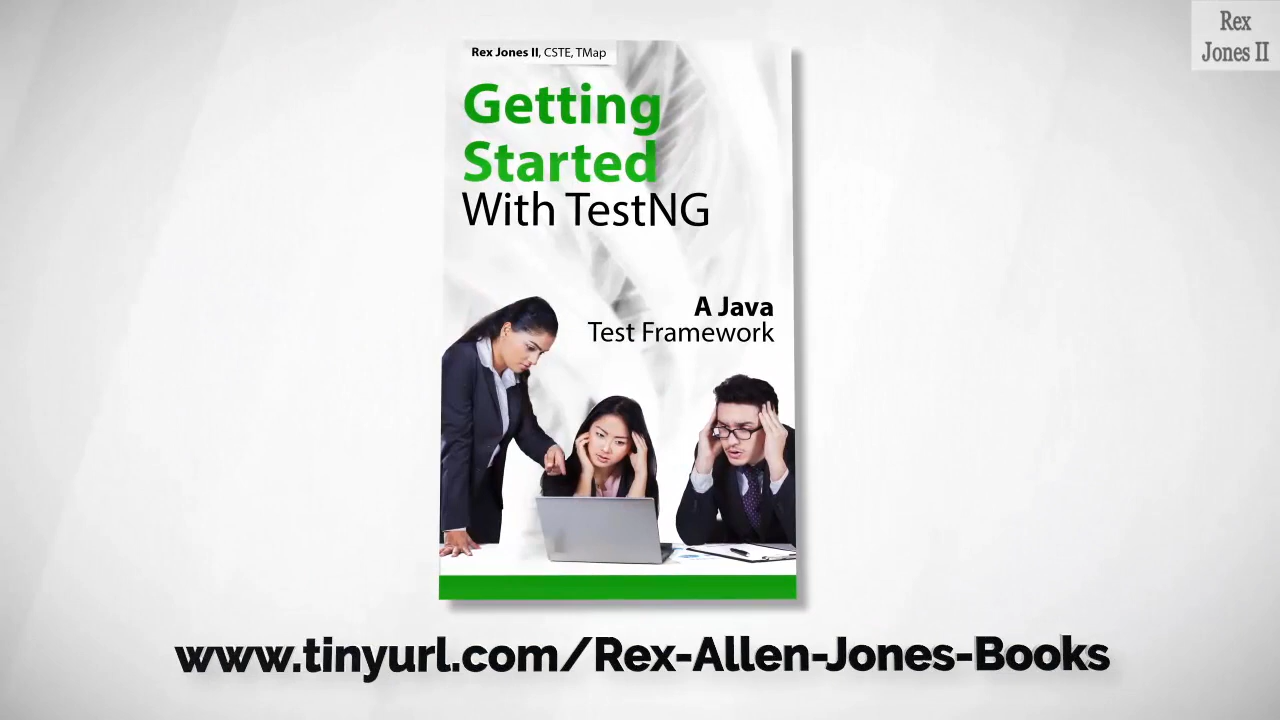 Rex
Jones II
Rex Jones II, CSTE, TMap
Getting
Started
With TestNG
A Java
Test Framework
www.tinyurl.com/Rex-Allen-Jones-Books